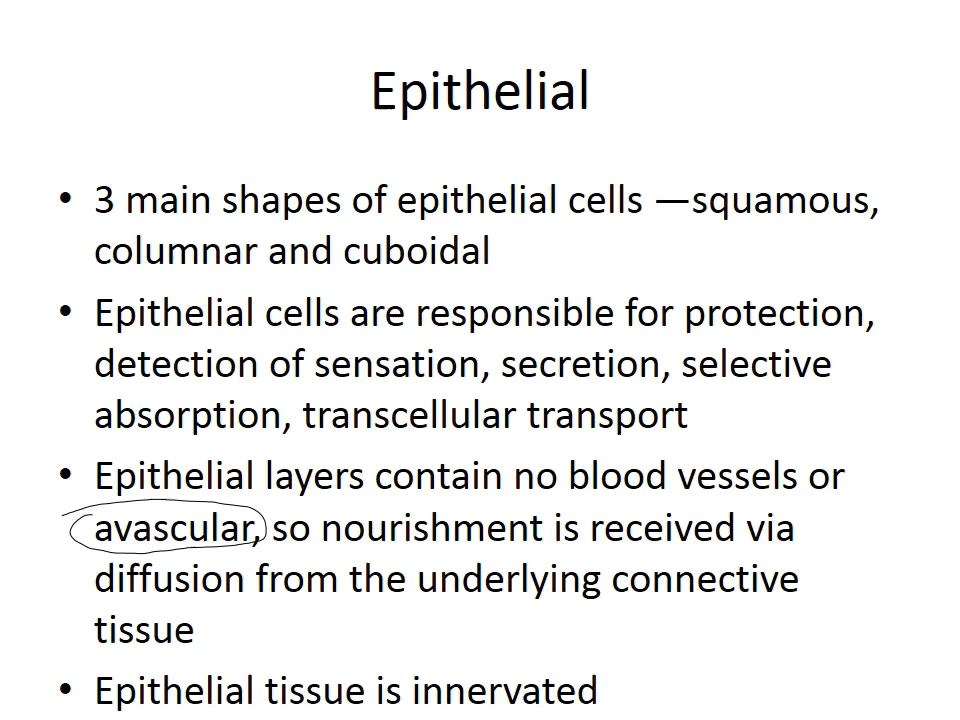 Epithelial
• 3 main shapes of epithelial cells —squamous,
columnar and cuboidal
• Epithelial cells are responsible for protection,
detection of sensation, secretion, selective
absorption, transcellular transport
• Epithelial layers contain no blood vessels or
avascular, so nourishment is received via
diffusion from the underlying connective
tissue
• Epithelial tissue is innervated